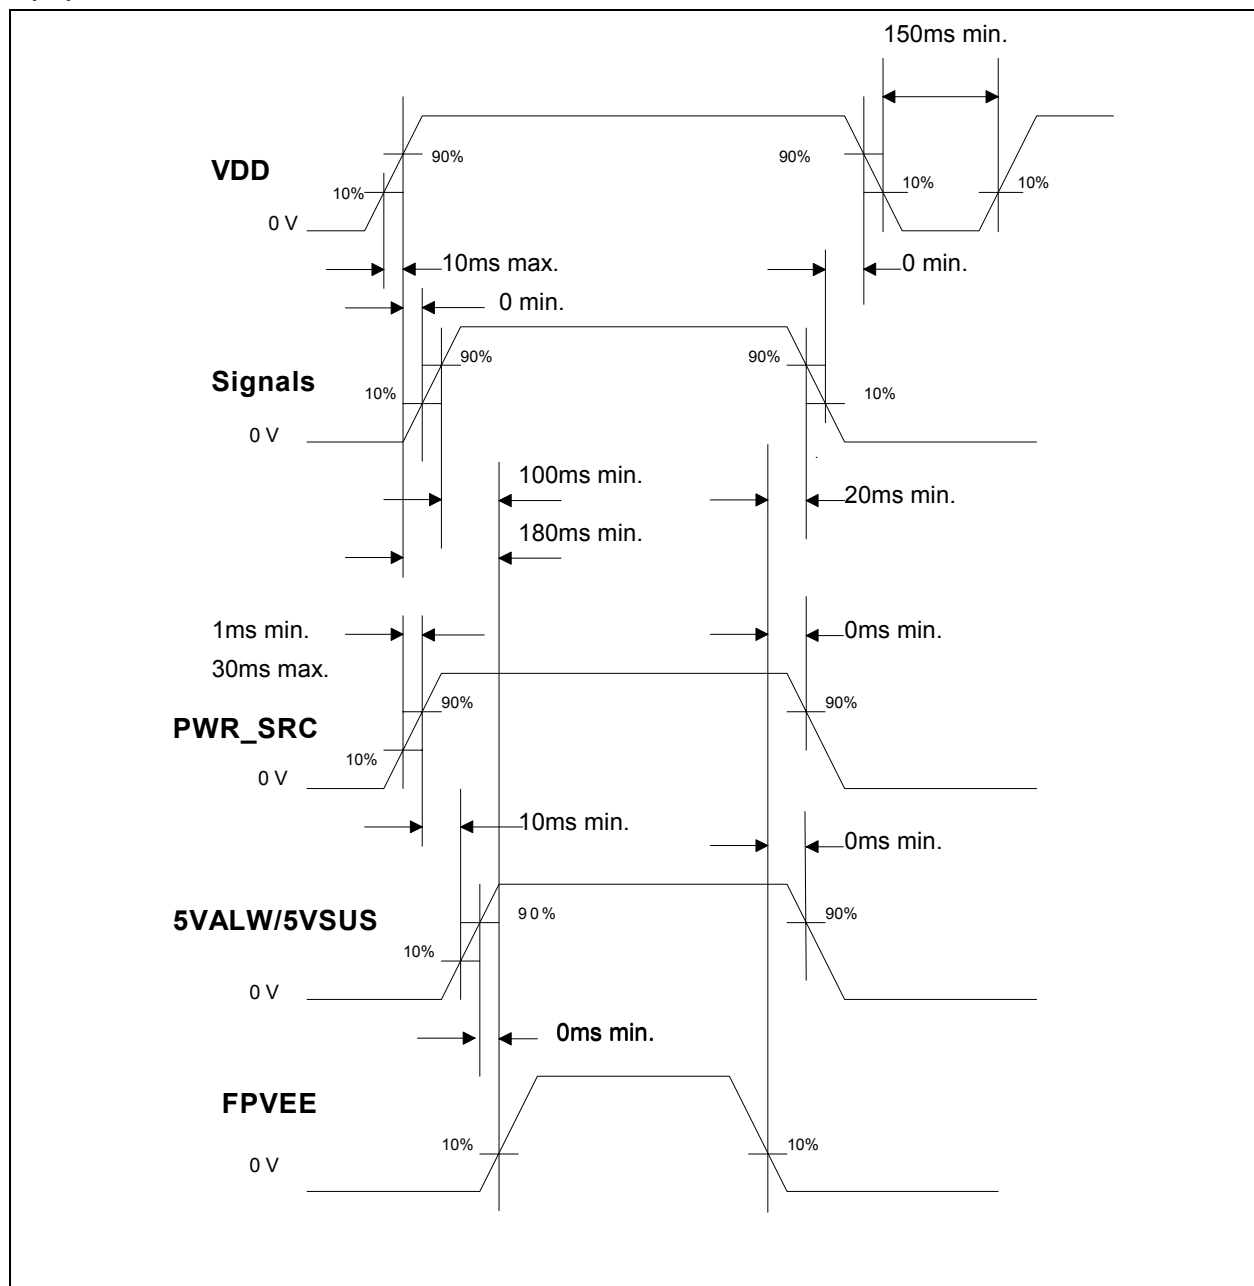 150ms min.
90%
90%
VDD
10%
10%
10%
0 V
10ms max.
0 min.
0 min.
90%
90%
Signals
10%
10%
0 V
100ms min.
20ms min.
180ms min.
1ms min.
0ms min.
30ms max.
90%
90%
PWR_SRC
10%
0 V
10ms min.
0ms min.
5VALW/5VSUS
90%
90%
10%
0 V
0ms min.
FPVEE
10%
10%
0 V